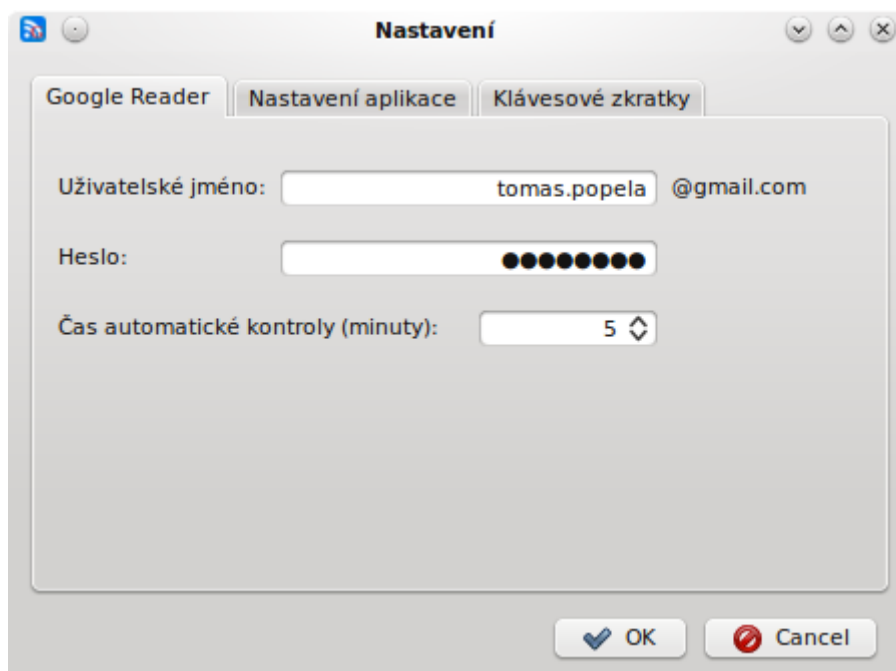 Nastavení
Google Reader Nastavení aplikace Klávesové zkratky
Uživatelské jméno: tomas.popela @gmail.com
Heslo: ●●●●●●●●
Čas automatické kontroly (minuty): 5
OK Cancel